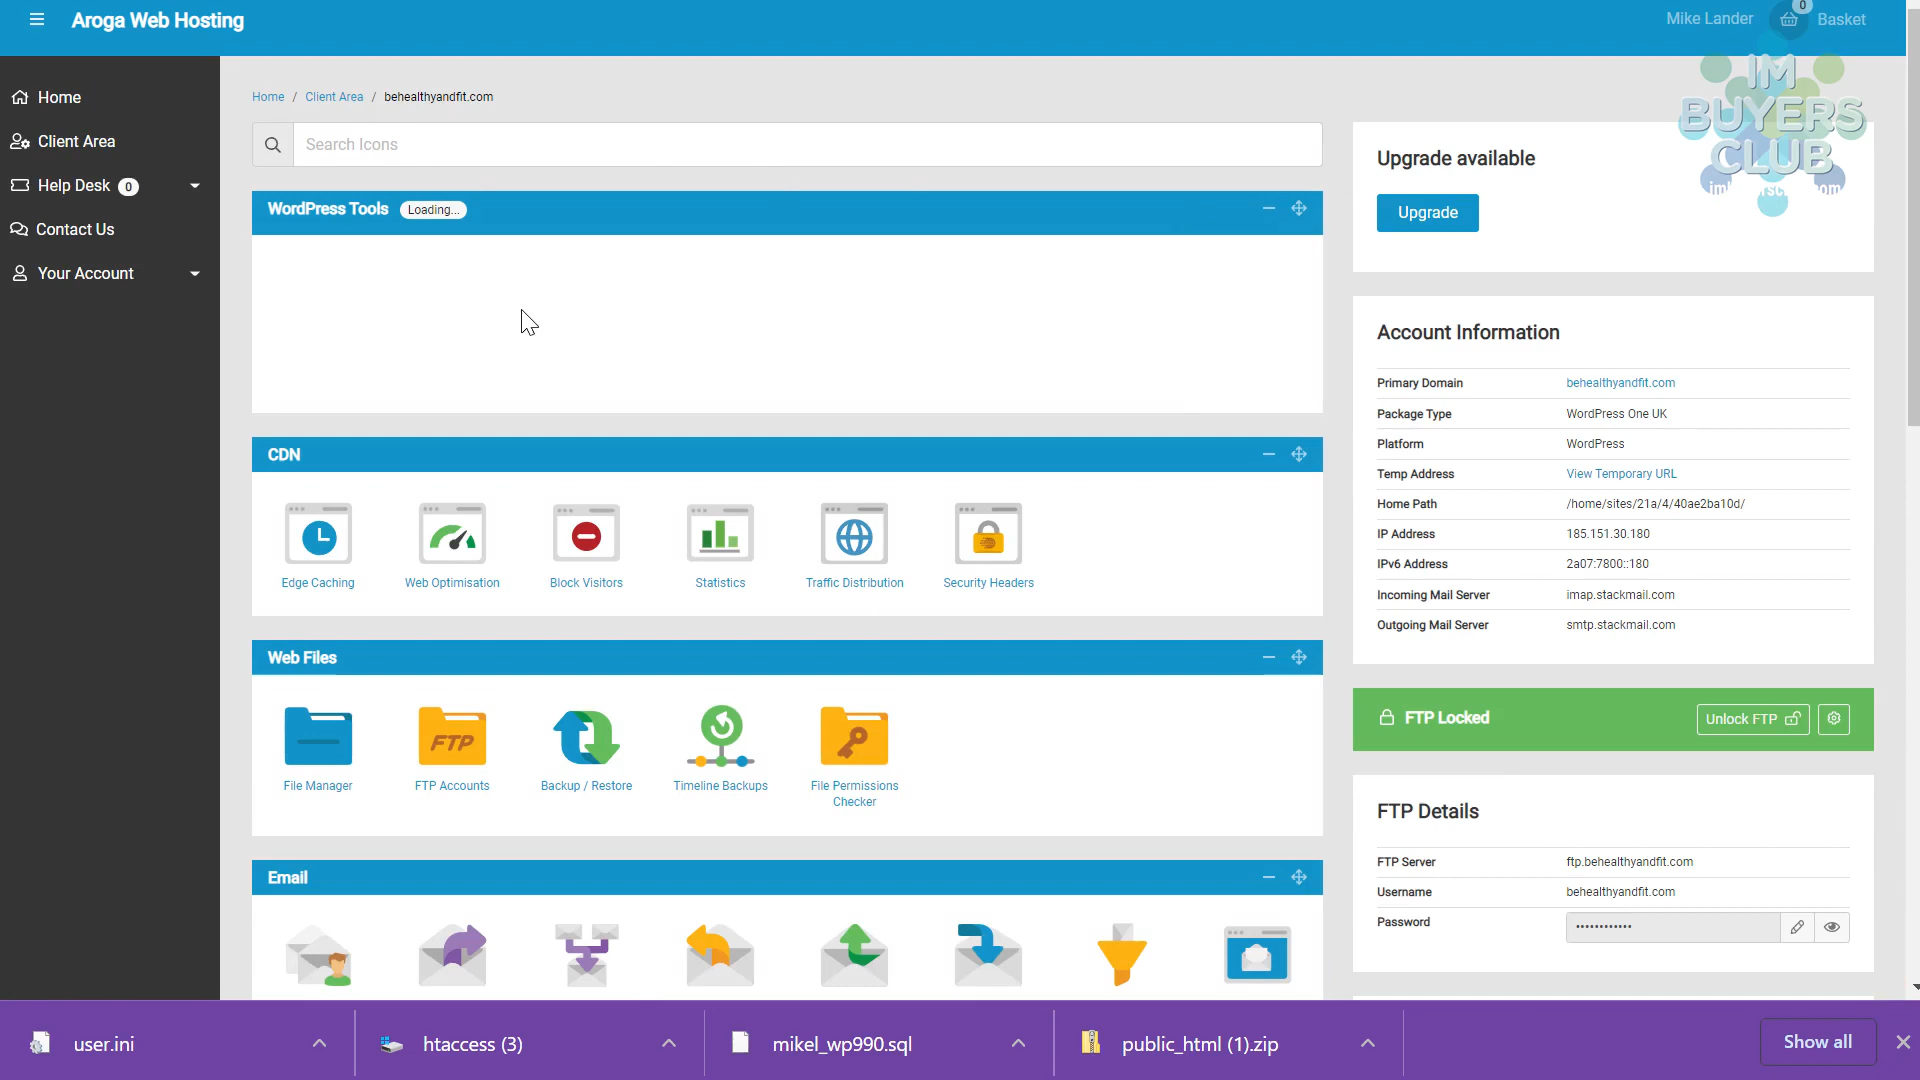 Aroga Web Hosting
Mike Lander
0
Basket
Home
Client Area
Help Desk 0
Contact Us
Your Account
Home / Client Area / behealthyandfit.com
Search Icons
WordPress Tools Loading...
CDN
Edge Caching
Web Optimisation
Block Visitors
Statistics
Traffic Distribution
Security Headers
Web Files
FTP
File Manager
FTP Accounts
Backup / Restore
Timeline Backups
File Permissions
Checker
Email
IM
BUYERS
CLUB
Upgrade available
Upgrade
Account Information
Primary Domain behealthyandfit.com
Package Type WordPress One UK
Platform WordPress
Temp Address View Temporary URL
Home Path /home/sites/21a/4/40ae2ba10d/
IP Address 185.151.30.180
IPv6 Address 2a07:7800::180
Incoming Mail Server imap.stackmail.com
Outgoing Mail Server smtp.stackmail.com
FTP Locked
Unlock FTP
FTP Details
FTP Server ftp.behealthyandfit.com
Username behealthyandfit.com
Password ••••••••••••
user.ini
htaccess (3)
mikel_wp990.sql
public_html (1).zip
Show all